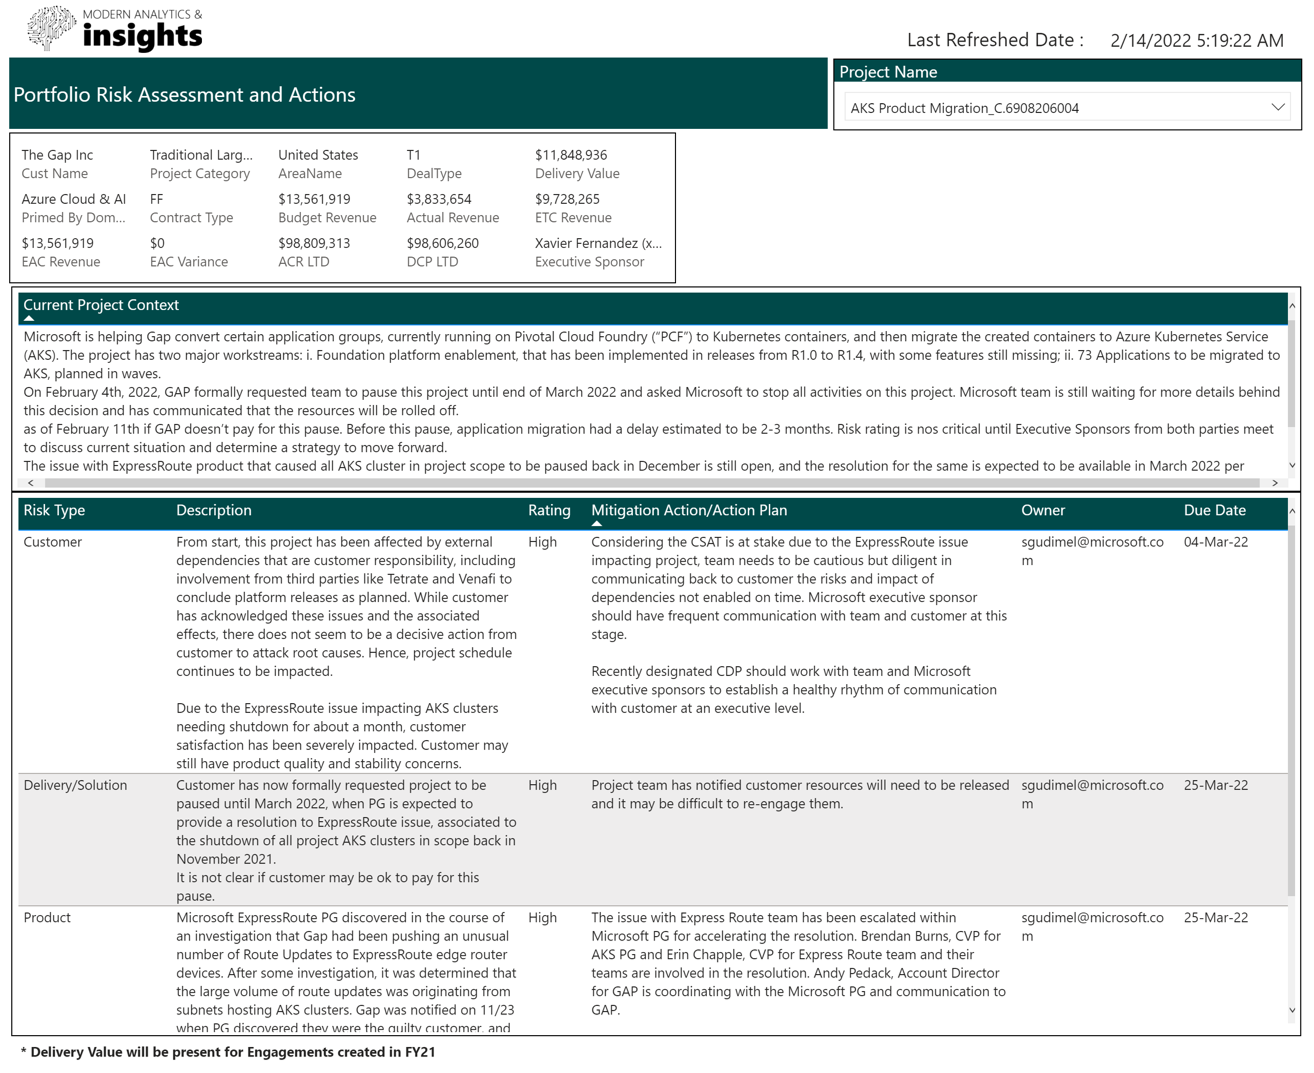 MODERN ANALYTICS &
insights
Last Refreshed Date : 2/14/2022 5:19:22 AM
Portfolio Risk Assessment and Actions
Project Name
AKS Product Migration_C.6908206004
The Gap Inc Traditional Larg... United States T1 $11,848,936
Cust Name Project Category AreaName DealType Delivery Value
Azure Cloud & AI FF $13,561,919 $3,833,654 $9,728,265
Primed By Dom... Contract Type Budget Revenue Actual Revenue ETC Revenue
$13,561,919 $0 $98,809,313 $98,606,260 Xavier Fernandez (x...
EAC Revenue EAC Variance ACR LTD DCP LTD Executive Sponsor
Current Project Context
Microsoft is helping Gap convert certain application groups, currently running on Pivotal Cloud Foundry ("PCF") to Kubernetes containers, and then migrate the created containers to Azure Kubernetes Service
(AKS). The project has two major workstreams: i. Foundation platform enablement, that has been implemented in releases from R1.0 to R1.4, with some features still missing; ii. 73 Applications to be migrated to
AKS, planned in waves.
On February 4th, 2022, GAP formally requested team to pause this project until end of March 2022 and asked Microsoft to stop all activities on this project. Microsoft team is still waiting for more details behind
this decision and has communicated that the resources will be rolled off.
as of February 11th if GAP doesn't pay for this pause. Before this pause, application migration had a delay estimated to be 2-3 months. Risk rating is nos critical until Executive Sponsors from both parties meet
to discuss current situation and determine a strategy to move forward.
The issue with ExpressRoute product that caused all AKS cluster in project scope to be paused back in December is still open, and the resolution for the same is expected to be available in March 2022 per
Risk Type Description Rating Mitigation Action/Action Plan Owner Due Date
Customer
From start, this project has been affected by external
dependencies that are customer responsibility, including
involvement from third parties like Tetrate and Venafi to
conclude platform releases as planned. While customer
has acknowledged these issues and the associated
effects, there does not seem to be a decisive action from
customer to attack root causes. Hence, project schedule
continues to be impacted.
Due to the ExpressRoute issue impacting AKS clusters
needing shutdown for about a month, customer
satisfaction has been severely impacted. Customer may
still have product quality and stability concerns.
High
Considering the CSAT is at stake due to the ExpressRoute issue
impacting project, team needs to be cautious but diligent in
communicating back to customer the risks and impact of
dependencies not enabled on time. Microsoft executive sponsor
should have frequent communication with team and customer at this
stage.
Recently designated CDP should work with team and Microsoft
executive sponsors to establish a healthy rhythm of communication
with customer at an executive level.
sgudimel@microsoft.co
m
04-Mar-22
Delivery/Solution
Customer has now formally requested project to be
paused until March 2022, when PG is expected to
provide a resolution to ExpressRoute issue, associated to
the shutdown of all project AKS clusters in scope back in
November 2021.
It is not clear if customer may be ok to pay for this
pause.
High
Project team has notified customer resources will need to be released
and it may be difficult to re-engage them.
sgudimel@microsoft.co
m
25-Mar-22
Product
Microsoft ExpressRoute PG discovered in the course of
an investigation that Gap had been pushing an unusual
number of Route Updates to ExpressRoute edge router
devices. After some investigation, it was determined that
the large volume of route updates was originating from
subnets hosting AKS clusters. Gap was notified on 11/23
when PG discovered they were the guilty customer, and
High
The issue with Express Route team has been escalated within
Microsoft PG for accelerating the resolution. Brendan Burns, CVP for
AKS PG and Erin Chapple, CVP for Express Route team and their
teams are involved in the resolution. Andy Pedack, Account Director
for GAP is coordinating with the Microsoft PG and communication to
GAP.
sgudimel@microsoft.co
m
25-Mar-22
* Delivery Value will be present for Engagements created in FY21